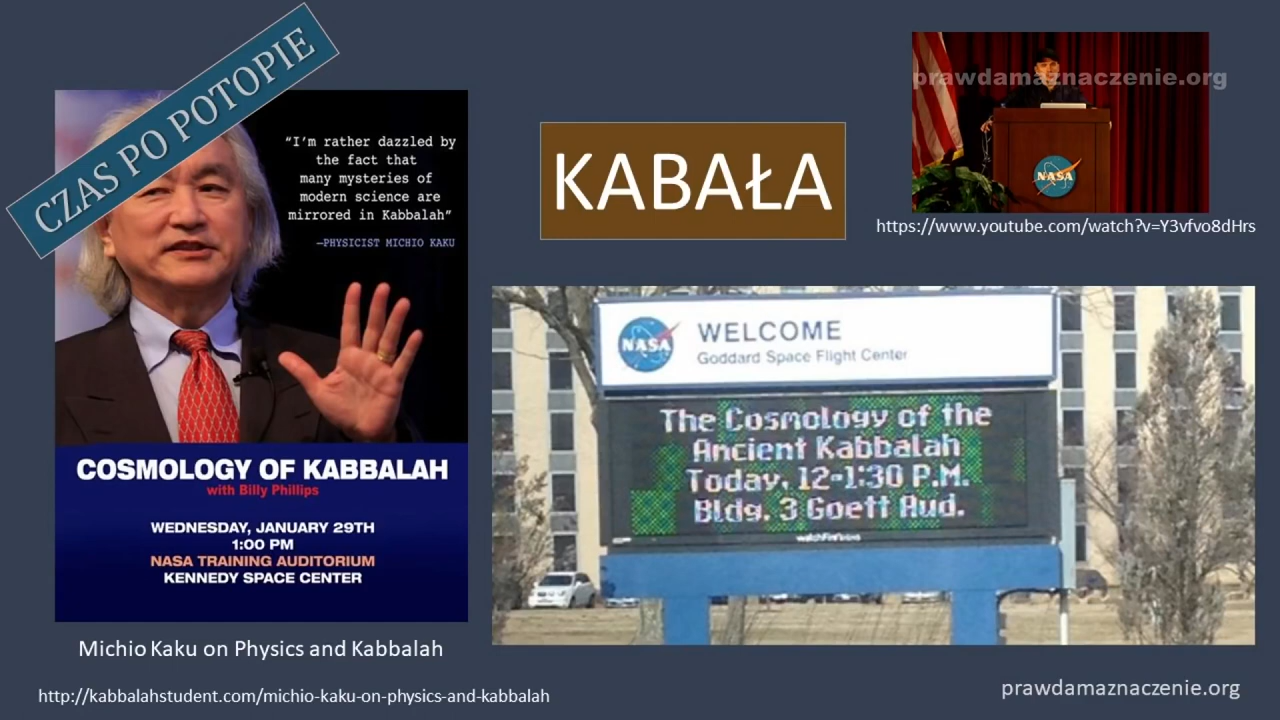 CZAS PO POTOPIE
"I'm rather dazzled by
the fact that
many mysteries of
modern science are
mirrored in Kabbalah"
—PHYSICIST MICHIO KAKU
COSMOLOGY OF KABBALAH
with Billy Phillips
WEDNESDAY, JANUARY 29TH
1:00 PM
NASA TRAINING AUDITORIUM
KENNEDY SPACE CENTER
Michio Kaku on Physics and Kabbalah
http://kabbalahstudent.com/michio-kaku-on-physics-and-kabbalah
KABAŁA
prawdamaznaczenie.org
NASA
https://www.youtube.com/watch?v=Y3vfvo8dHrs
NASA
WELCOME
Goddard Space Flight Center
The Cosmology of the
Ancient Kabbalah
Today, 12-1:30 P.M.
Bldg. 3 Goett Aud.
prawdamaznaczenie.org